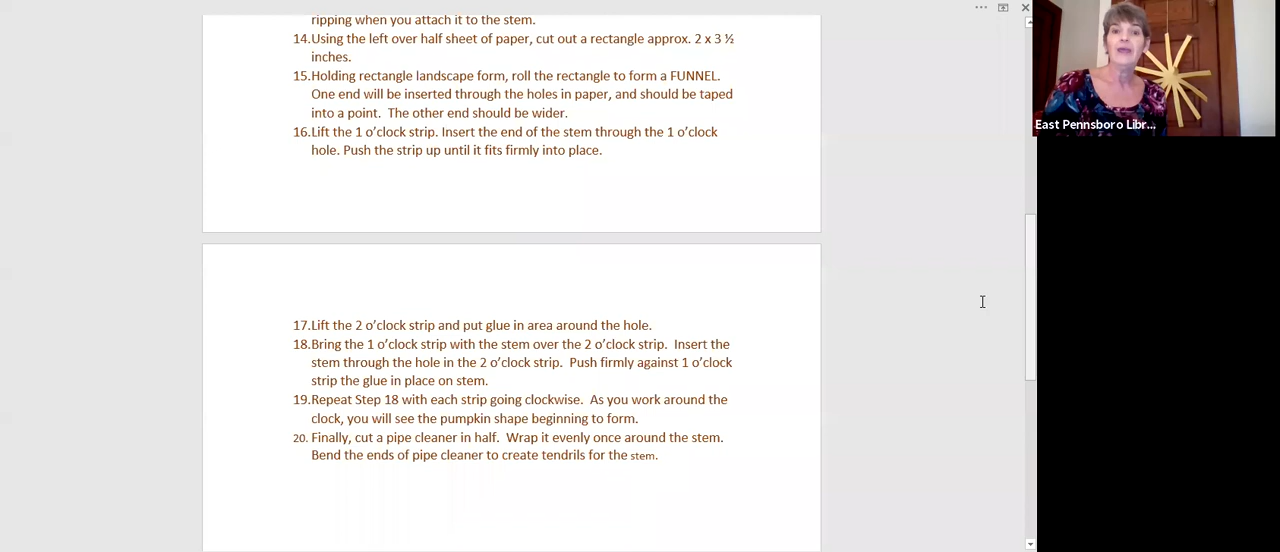 ripping when you attach it to the stem.
14.Using the left over half sheet of paper, cut out a rectangle approx. 2 x 3 ½
inches.
15.Holding rectangle landscape form, roll the rectangle to form a FUNNEL.
One end will be inserted through the holes in paper, and should be taped
into a point.  The other end should be wider.
16.Lift the 1 o’clock strip. Insert the end of the stem through the 1 o’clock
hole. Push the strip up until it fits firmly into place.
17.Lift the 2 o’clock strip and put glue in area around the hole.
18.Bring the 1 o’clock strip with the stem over the 2 o’clock strip.  Insert the
stem through the hole in the 2 o’clock strip.  Push firmly against 1 o’clock
strip the glue in place on stem.
19.Repeat Step 18 with each strip going clockwise.  As you work around the
clock, you will see the pumpkin shape beginning to form.
20. Finally, cut a pipe cleaner in half.  Wrap it evenly once around the stem.
Bend the ends of pipe cleaner to create tendrils for the stem.
East Pennsboro Libr...